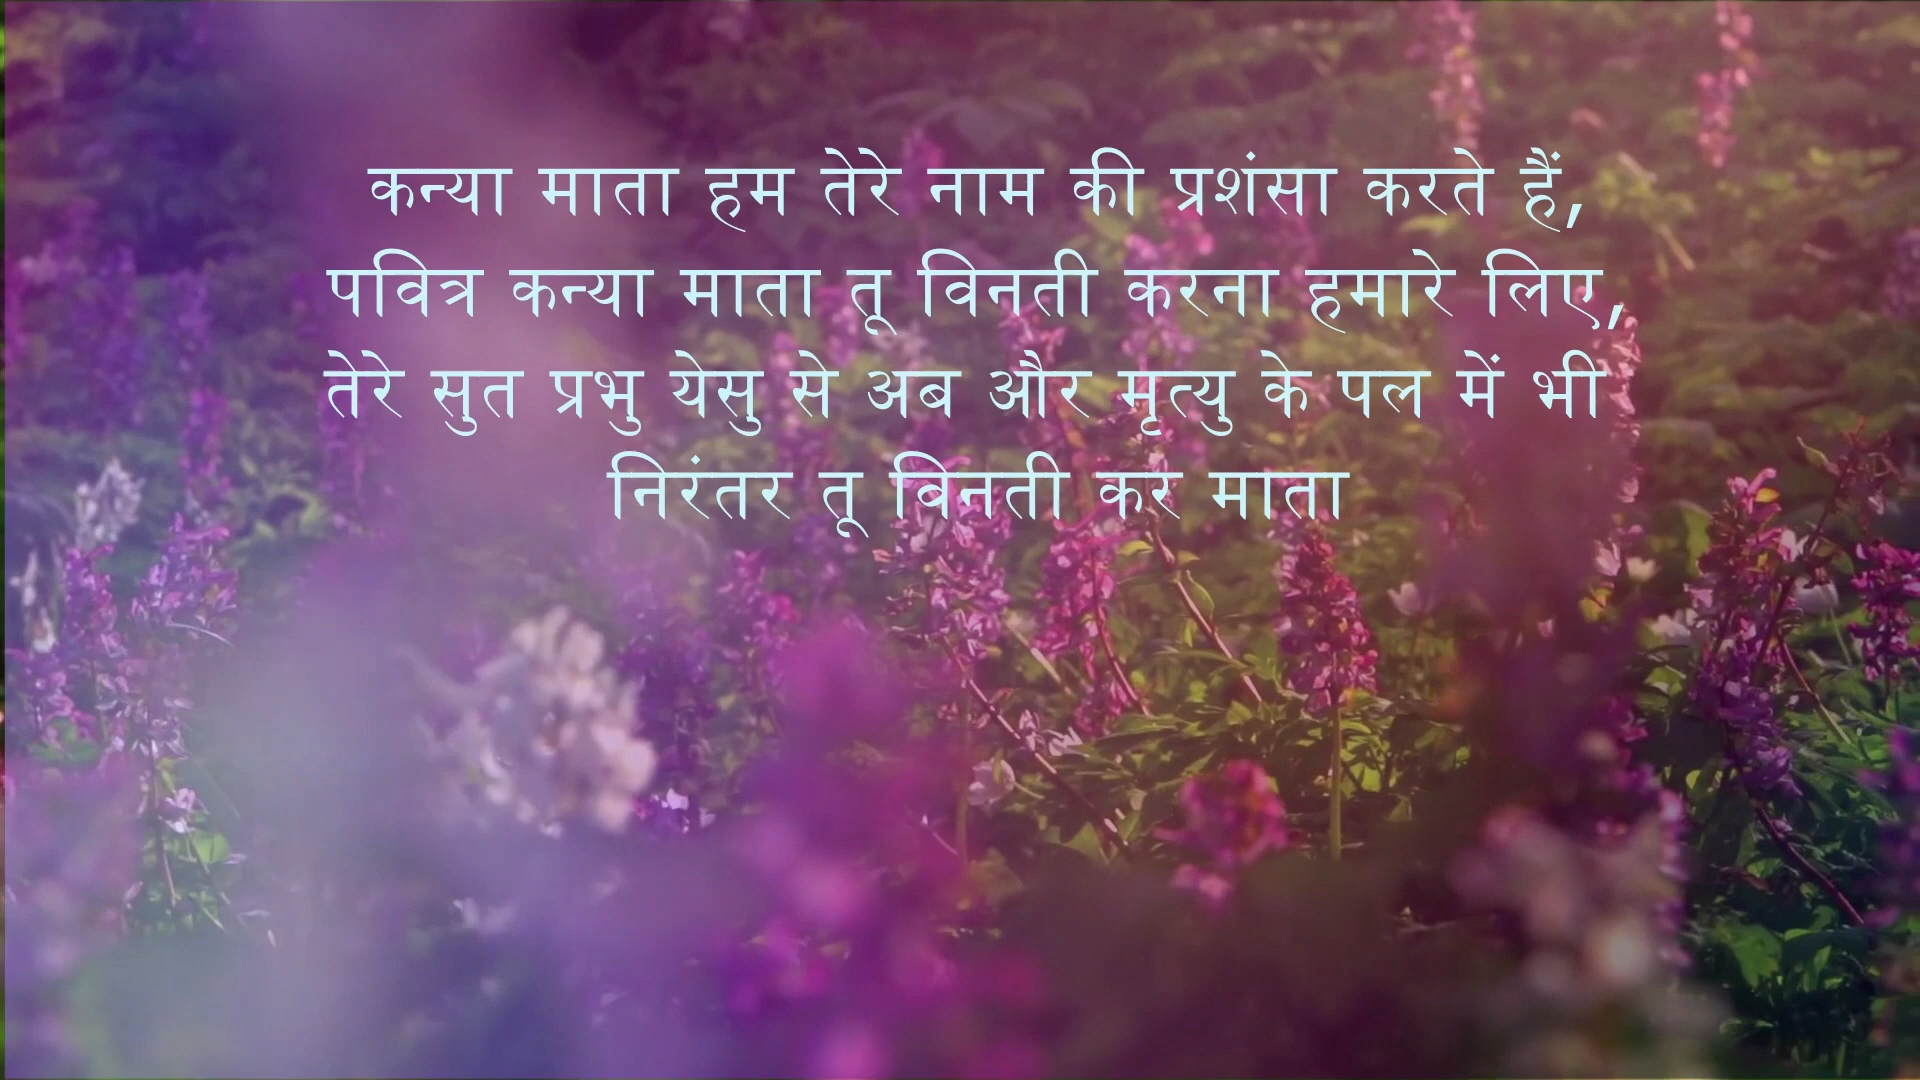 कन्या माता हम तेरे नाम की प्रशंसा करते हैं,
पवित्र कन्या माता तू विनती करना हमारे लिए,
तेरे सुत प्रभु येसु से अब और मृत्यु के पल में भी
निरंतर तू विनती कर माता